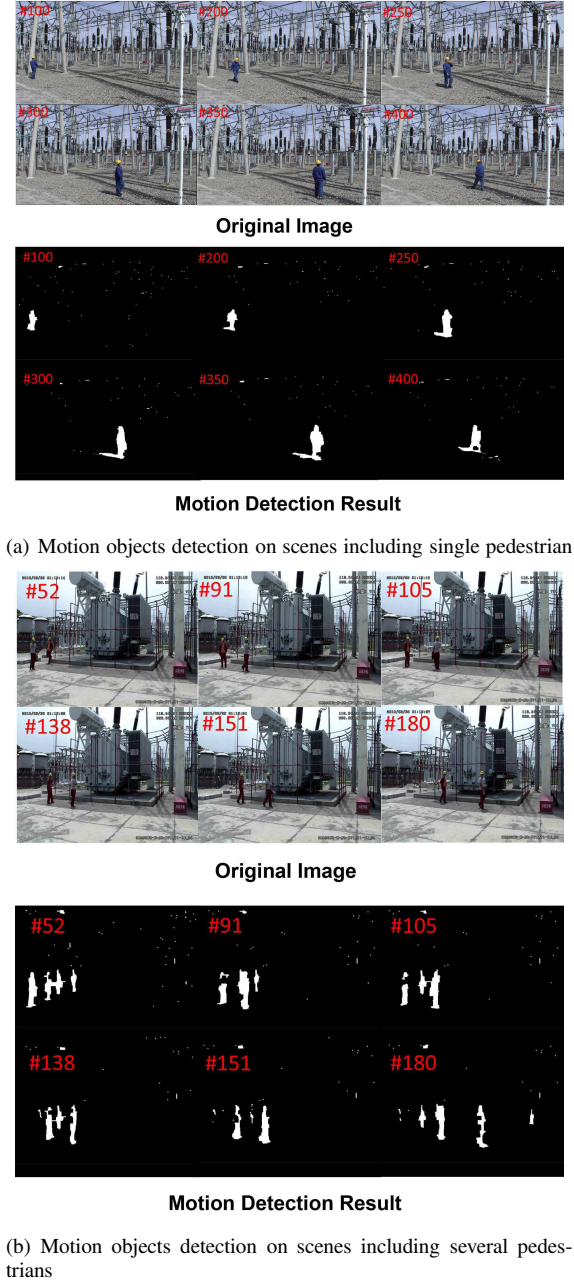 #100 #200 #250
#300 #350 #400
Original Image
#100 #200 #250
#300 #350 #400
Motion Detection Result
(a) Motion objects detection on scenes including single pedestrian
#52 #91 #105
#138 #151 #180
Original Image
#52 #91 #105
#138 #151 #180
Motion Detection Result
(b) Motion objects detection on scenes including several pedes-
trians